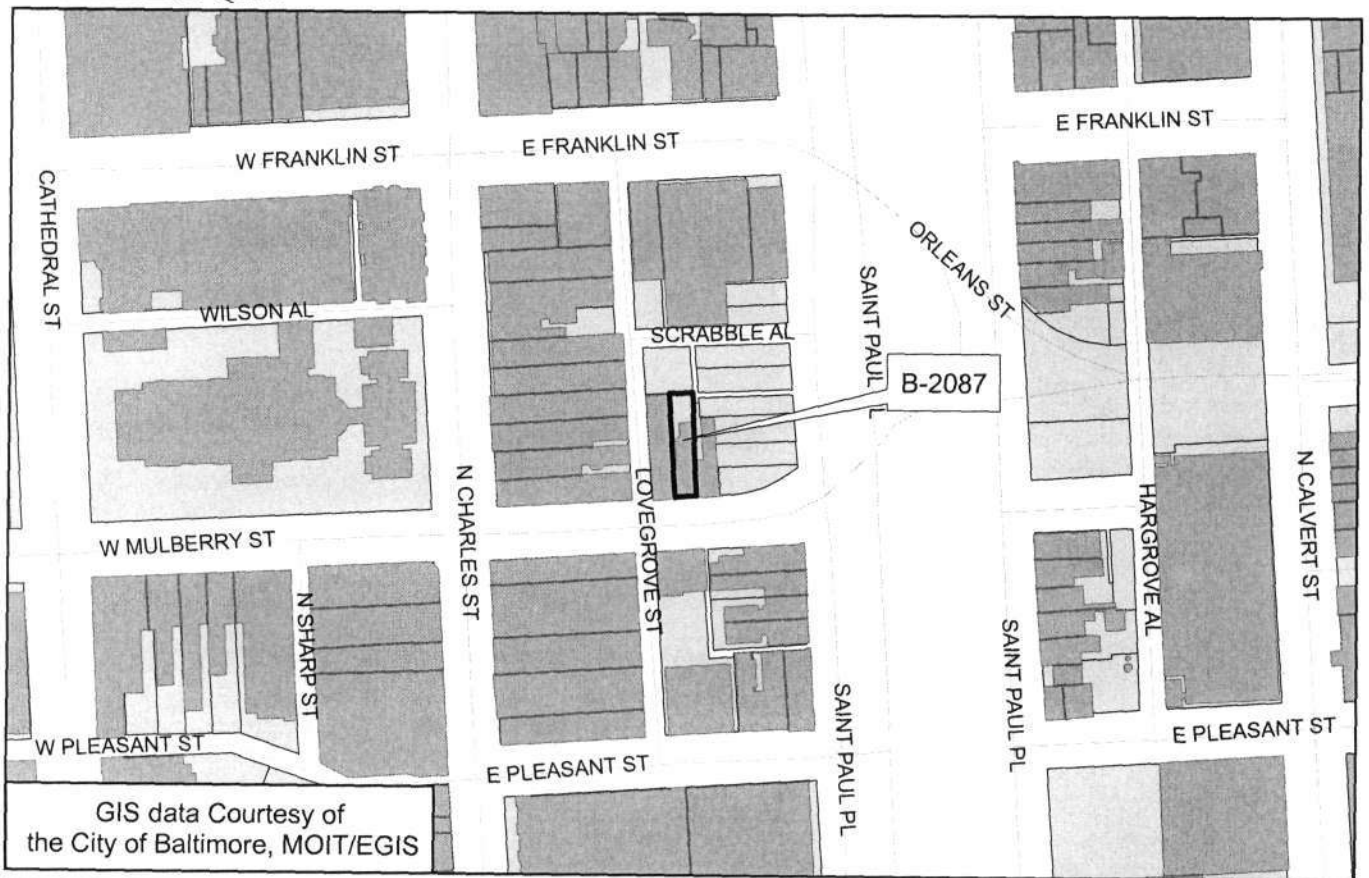 W FRANKLIN ST
E FRANKLIN ST
E FRANKLIN ST
CATHEDRAL ST
WILSON AL
SCRABBLE AL
SAINT PAUL
ORLEANS ST
B-2087
N CHARLES ST
LOVEGROVE ST
HARGROVE AL
N CALVERT ST
W MULBERRY ST
N SHARP ST
SAINT PAUL PL
SAINT PAUL PL
W PLEASANT ST
E PLEASANT ST
E PLEASANT ST
GIS data Courtesy of
the City of Baltimore, MOIT/EGIS